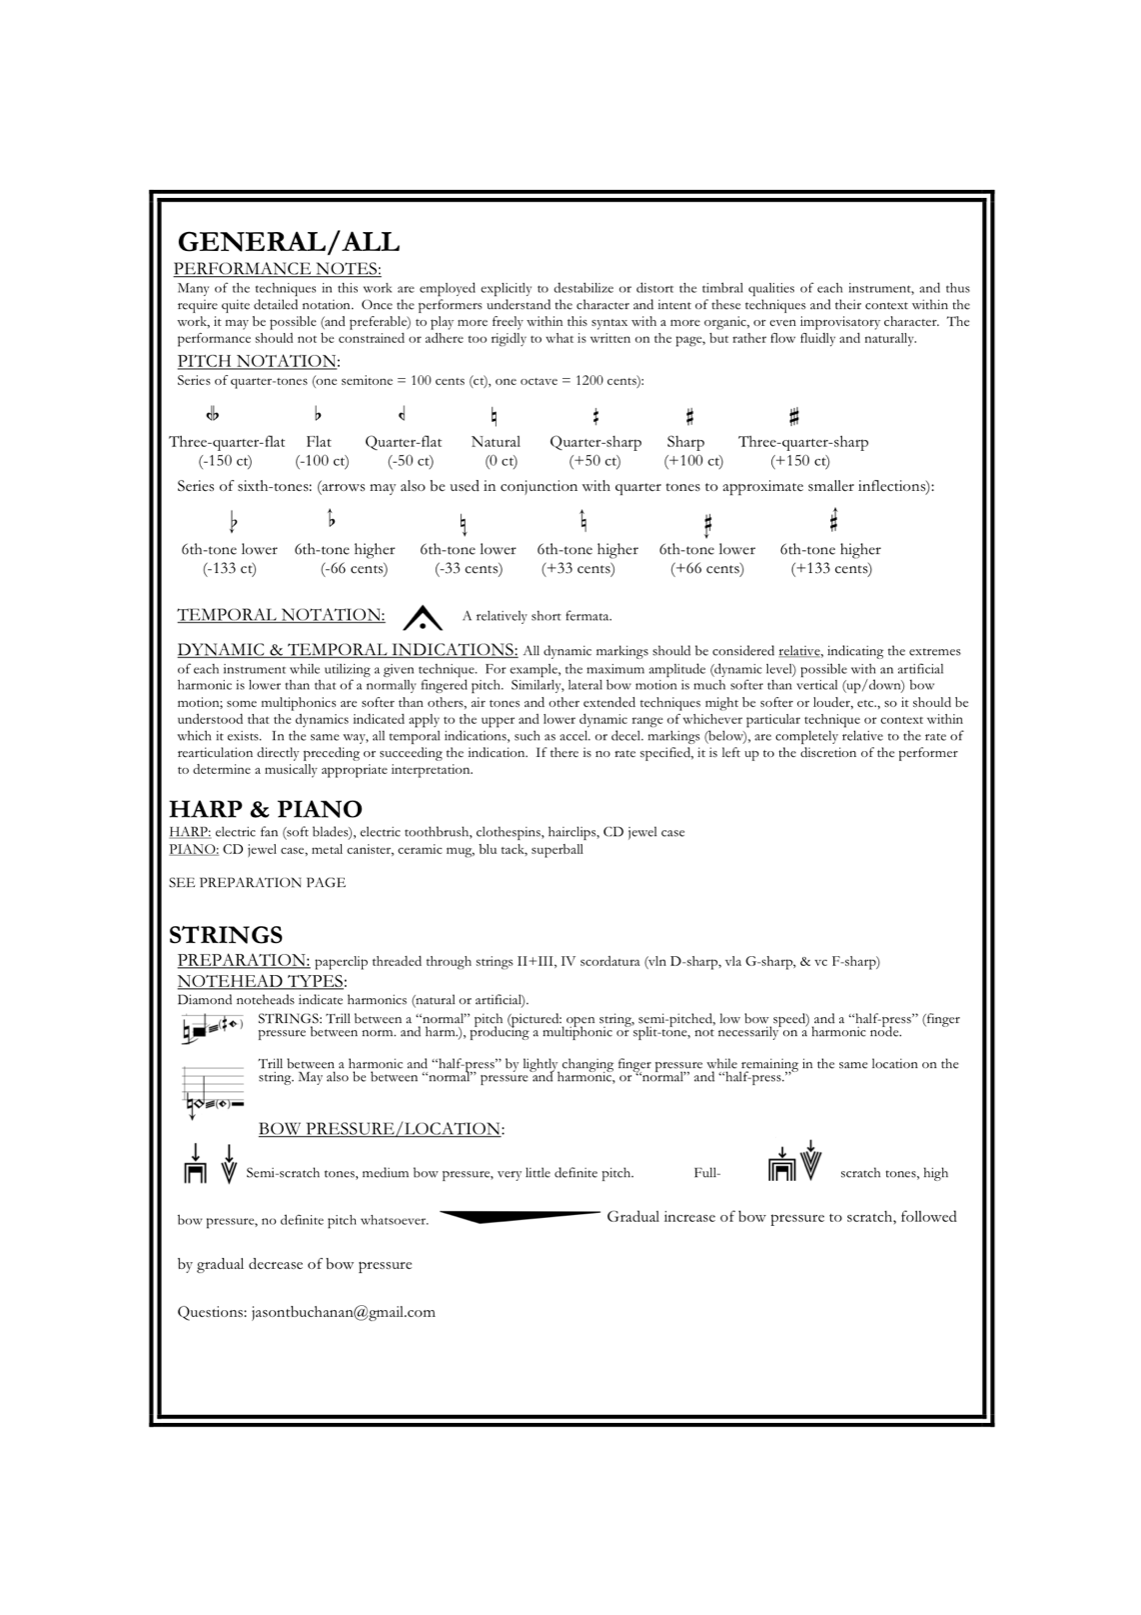 GENERAL/ALL
PERFORMANCE NOTES:
Many of the techniques in this work are employed explicitly to destabilize or distort the timbral qualities of each instrument, and thus
require quite detailed notation. Once the performers understand the character and intent of these techniques and their context within the
work, it may be possible (and preferable) to play more freely within this syntax with a more organic, or even improvisatory character. The
performance should not be constrained or adhere too rigidly to what is written on the page, but rather flow fluidly and naturally.
PITCH NOTATION:
Series of quarter-tones (one semitone = 100 cents (ct), one octave = 1200 cents):
Three-quarter-flat Flat Quarter-flat Natural Quarter-sharp Sharp Three-quarter-sharp
(-150 ct) (-100 ct) (-50 ct) (0 ct) (+50 ct) (+100 ct) (+150 ct)
Series of sixth-tones: (arrows may also be used in conjunction with quarter tones to approximate smaller inflections):
6th-tone lower 6th-tone higher 6th-tone lower 6th-tone higher 6th-tone lower 6th-tone higher
(-133 ct) (-66 cents) (-33 cents) (+33 cents) (+66 cents) (+133 cents)
TEMPORAL NOTATION: A relatively short fermata.
DYNAMIC & TEMPORAL INDICATIONS: All dynamic markings should be considered relative, indicating the extremes
of each instrument while utilizing a given technique. For example, the maximum amplitude (dynamic level) possible with an artificial
harmonic is lower than that of a normally fingered pitch. Similarly, lateral bow motion is much softer than vertical (up/down) bow
motion; some multiphonics are softer than others, air tones and other extended techniques might be softer or louder, etc., so it should be
understood that the dynamics indicated apply to the upper and lower dynamic range of whichever particular technique or context within
which it exists. In the same way, all temporal indications, such as accel. or decel. markings (below), are completely relative to the rate of
rearticulation directly preceding or succeeding the indication. If there is no rate specified, it is left up to the discretion of the performer
to determine a musically appropriate interpretation.
HARP & PIANO
HARP: electric fan (soft blades), electric toothbrush, clothespins, hairclips, CD jewel case
PIANO: CD jewel case, metal canister, ceramic mug, blu tack, superball
SEE PREPARATION PAGE
STRINGS
PREPARATION: paperclip threaded through strings II+III, IV scordatura (vln D-sharp, vla G-sharp, & vc F-sharp)
NOTEHEAD TYPES:
Diamond noteheads indicate harmonics (natural or artificial).
STRINGS: Trill between a “normal” pitch (pictured: open string, semi-pitched, low bow speed) and a “half-press” (finger
pressure between norm. and harm.), producing a multiphonic or split-tone, not necessarily on a harmonic node.
Trill between a harmonic and “half-press” by lightly changing finger pressure while remaining in the same location on the
string. May also be between “normal” pressure and harmonic, or “normal” and “half-press.”
BOW PRESSURE/LOCATION:
Semi-scratch tones, medium bow pressure, very little definite pitch. Full- scratch tones, high
bow pressure, no definite pitch whatsoever. Gradual increase of bow pressure to scratch, followed
by gradual decrease of bow pressure
Questions: jasontbuchanan@gmail.com